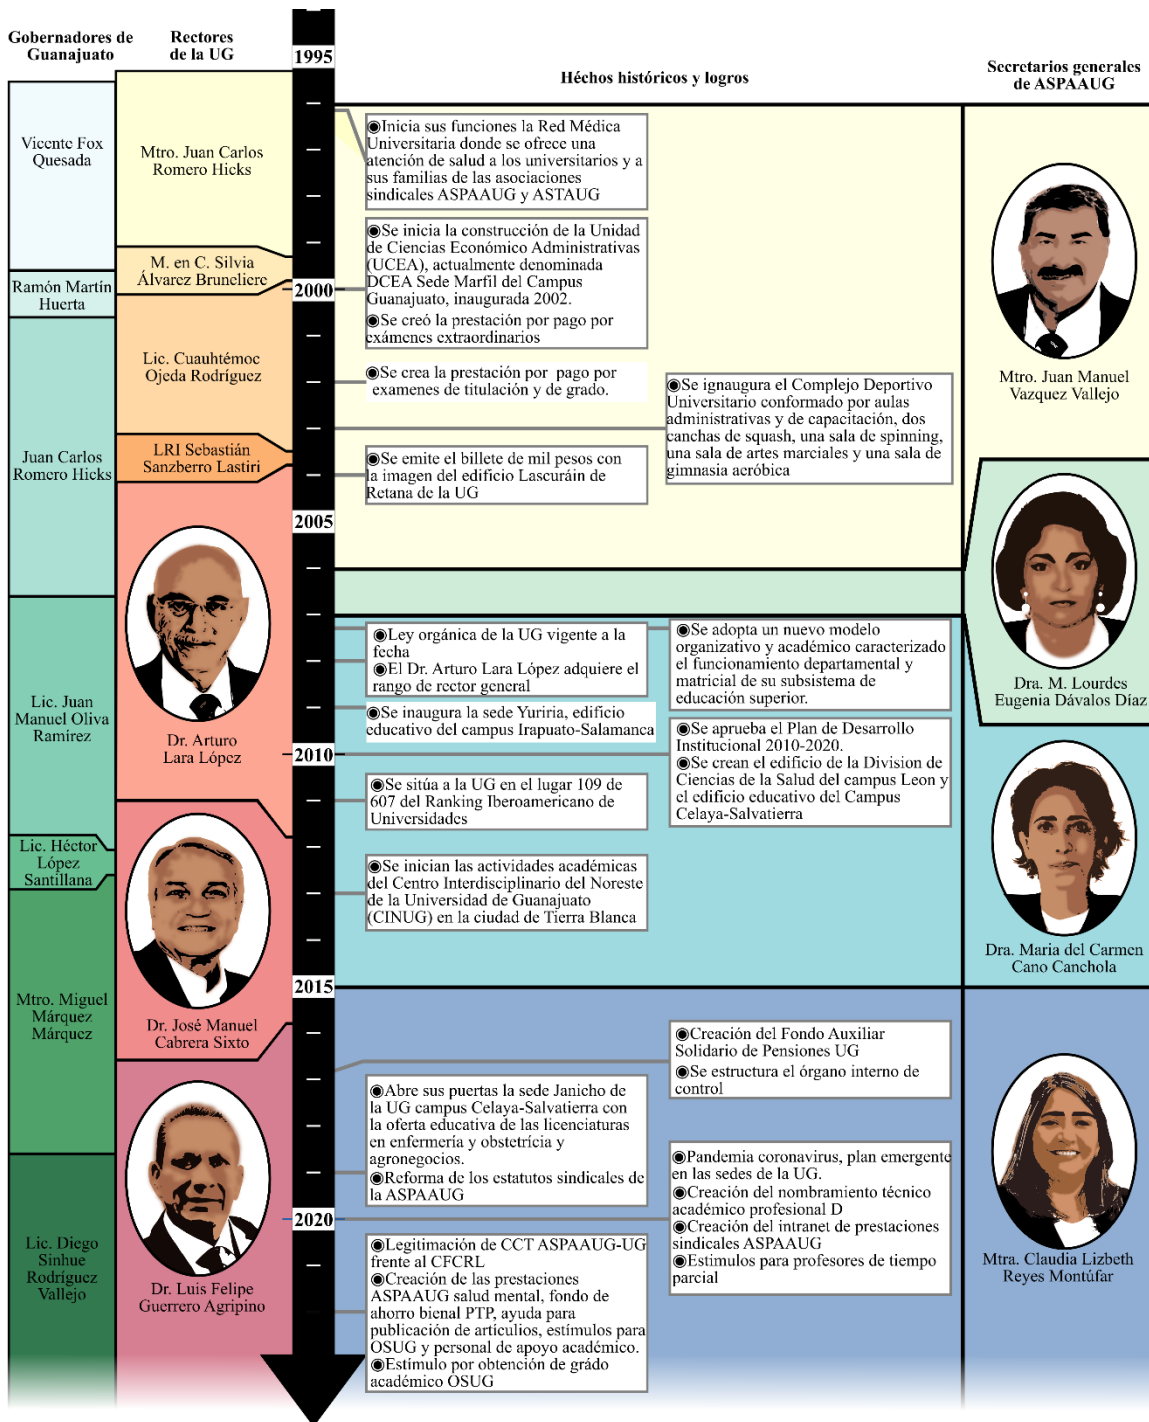 Gobernadores de
Guanajuato
Rectores
de la UG
1995
Héchos históricos y logros
Secretarios generales
de ASPAAUG
Vicente Fox
Quesada
Ramón Martín
Huerta
Juan Carlos
Romero Hicks
Lic. Juan
Manuel Oliva
Ramirez
Lic. Héctor
López
Santillana
Mtro. Miguel
Márquez
Márquez
Lic. Diego
Sinhue
Rodríguez
Vallejo
Mtro. Juan Carlos
Romero Hicks
M. en C. Silvia
Álvarez Bruneliere
Lic. Cuauhtémoc
Ojeda Rodríguez
LRI Sebastián
Sanzberro Lastiri
Dr. Arturo
Lara López
Dr. José Manuel
Cabrera Sixto
Dr. Luis Felipe
Guerrero Agripino
2000
2005
2010
2015
2020
◉Inicia sus funciones la Red Médica
Universitaria donde se ofrece una
atención de salud a los universitarios y a
sus familias de las asociaciones
sindicales ASPAAUG y ASTAUG
◉Se inicia la construcción de la Unidad
de Ciencias Económico Administrativas
(UCEA), actualmente denominada
DCEA Sede Marfil del Campus
Guanajuato, inaugurada 2002.
◉Se creó la prestación por pago por
exámenes extraordinarios
◉Se crea la prestación por pago por
examenes de titulación y de grado.
◉Se ignaugura el Complejo Deportivo
Universitario conformado por aulas
administrativas y de capacitación, dos
canchas de squash, una sala de spinning,
una sala de artes marciales y una sala de
gimnasia aeróbica
◉Se emite el billete de mil pesos con
la imagen del edificio Lascuráin de
Retana de la UG
◉Ley orgánica de la UG vigente a la
fecha
◉El Dr. Arturo Lara López adquiere el
rango de rector general
◉Se adopta un nuevo modelo
organizativo y académico caracterizado
el funcionamiento departamental y
matricial de su subsistema de
educación superior.
◉Se inaugura la sede Yuriria, edificio
educativo del campus Irapuato-Salamanca
◉Se aprueba el Plan de Desarrollo
Institucional 2010-2020.
◉Se crean el edificio de la Division de
Ciencias de la Salud del campus Leon y
el edificio educativo del Campus
Celaya-Salvatierra
◉Se sitúa a la UG en el lugar 109 de
607 del Ranking Iberoamericano de
Universidades
◉Se inician las actividades académicas
del Centro Interdisciplinario del Noreste
de la Universidad de Guanajuato
(CINUG) en la ciudad de Tierra Blanca
◉Creación del Fondo Auxiliar
Solidario de Pensiones UG
◉Se estructura el órgano interno de
control
◉Abre sus puertas la sede Janicho de
la UG campus Celaya-Salvatierra con
la oferta educativa de las licenciaturas
en enfermería y obstetrícia y
agronegocios.
◉Reforma de los estatutos sindicales de
la ASPAAUG
◉Pandemia coronavirus, plan emergente
en las sedes de la UG.
◉Creación del nombramiento técnico
académico profesional D
◉Creación del intranet de prestaciones
sindicales ASPAAUG
◉Estimulos para profesores de tiempo
parcial
◉Legitimación de CCT ASPAAUG-UG
frente al CFCRL
◉Creación de las prestaciones
ASPAAUG salud mental, fondo de
ahorro bienal PTP, ayuda para
publicación de artículios, estímulos para
OSUG y personal de apoyo académico.
◉Estímulo por obtención de grádo
académico OSUG
Mtro. Juan Manuel
Vazquez Vallejo
Dra. M. Lourdes
Eugenia Dávalos Díaz
Dra. Maria del Carmen
Cano Canchola
Mtra. Claudia Lizbeth
Reyes Montúfar